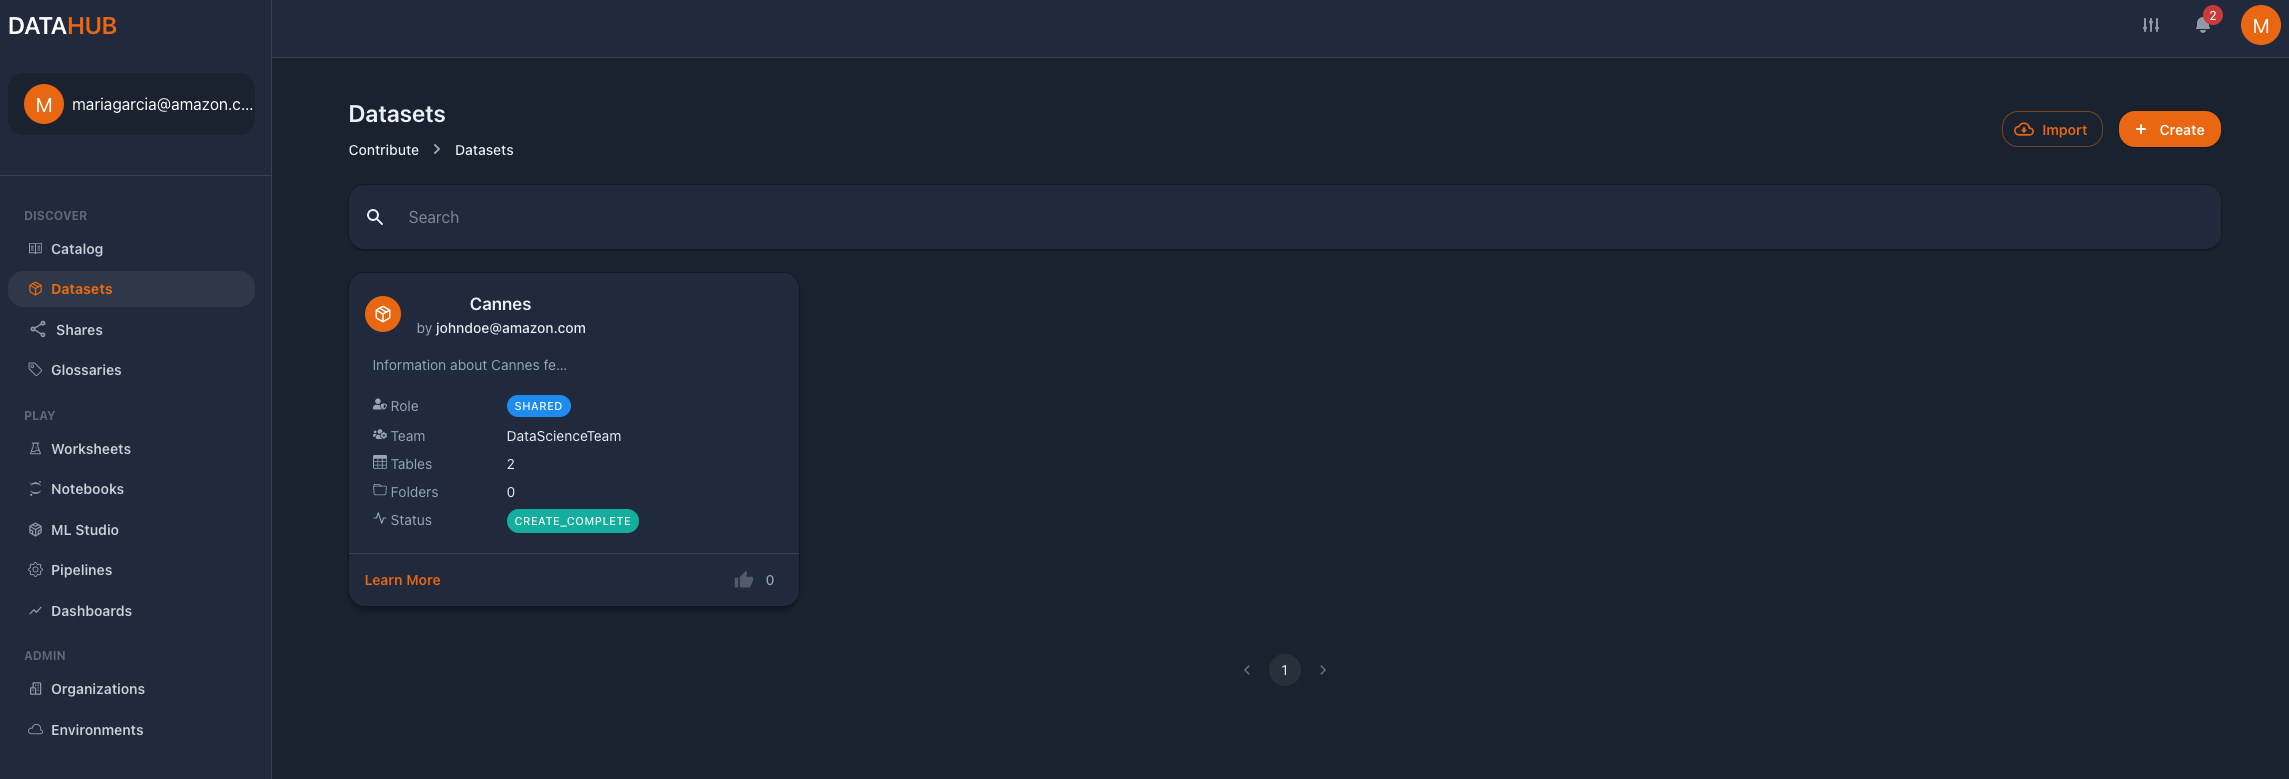 DATAHUB
2
M
M
mariagarcia@amazon.c...
Datasets
Contribute
Datasets
Import
+ Create
Search
DISCOVER
Catalog
Datasets
Shares
Glossaries
PLAY
Worksheets
Notebooks
ML Studio
Pipelines
Dashboards
ADMIN
Organizations
Environments
Cannes
by johndoe@amazon.com
Information about Cannes fe...
Role SHARED
Team DataScienceTeam
Tables 2
Folders 0
Status CREATE_COMPLETE
Learn More
0
1